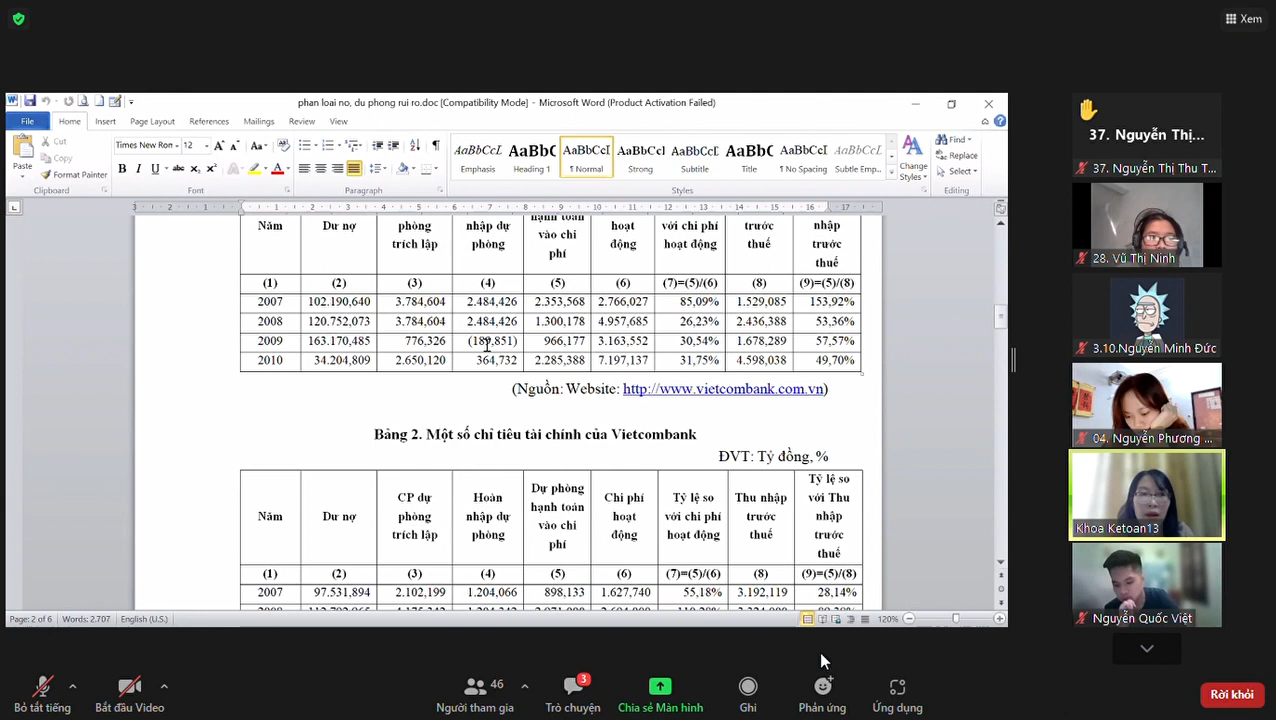 Xem
phan loai no, du phong rui ro.doc [Compatibility Mode] - Microsoft Word (Product Activation Failed)
File Home Insert Page Layout References Mailings Review View
Paste
Cut
Copy
Format Painter
Clipboard
Times New Rom 12
Font
Paragraph
AaBbCcL AaBbC AaBbCcI AaBbCcl AaBbCcI AaBbC AaBbCcI AaBbCcL
Emphasis Heading 1 ¶ Normal Strong Subtitle Title ¶ No Spacing Subtle Emp...
Styles
Change Styles
Find
Replace
Select
Editing
Năm Dư nợ phòng trích lập nhập dự phòng hạnh toán vào chi phí hoạt động với chi phí hoạt động trước thuế nhập trước thuế
(1) (2) (3) (4) (5) (6) (7)=(5)/(6) (8) (9)=(5)/(8)
2007 102.190,640 3.784,604 2.484,426 2.353,568 2.766,027 85,09% 1.529,085 153,92%
2008 120.752,073 3.784,604 2.484,426 1.300,178 4.957,685 26,23% 2.436,388 53,36%
2009 163.170,485 776,326 (189,851) 966,177 3.163,552 30,54% 1.678,289 57,57%
2010 34.204,809 2.650,120 364,732 2.285,388 7.197,137 31,75% 4.598,038 49,70%
(Nguồn: Website: http://www.vietcombank.com.vn)
Bảng 2. Một số chỉ tiêu tài chính của Vietcombank
ĐVT: Tỷ đồng, %
Năm Dư nợ CP dự phòng trích lập Hoàn nhập dự phòng Dự phòng hạnh toán vào chi phí Chi phí hoạt động Tỷ lệ so với chi phí hoạt động Thu nhập trước thuế Tỷ lệ so với Thu nhập trước thuế
(1) (2) (3) (4) (5) (6) (7)=(5)/(6) (8) (9)=(5)/(8)
2007 97.531,894 2.102,199 1.204,066 898,133 1.627,740 55,18% 3.192,119 28,14%
Page: 2 of 6 Words: 2.707 English (U.S.) 120%
37. Nguyễn Thị...
37. Nguyễn Thị Thu T...
28. Vũ Thị Ninh
3.10.Nguyễn Minh Đức
04. Nguyễn Phương ...
Khoa Ketoan13
Nguyễn Quốc Việt
Bỏ tắt tiếng
Bắt đầu Video
46
Người tham gia
3
Trò chuyện
Chia sẻ Màn hình
Ghi
Phản ứng
Ứng dụng
Rời khỏi